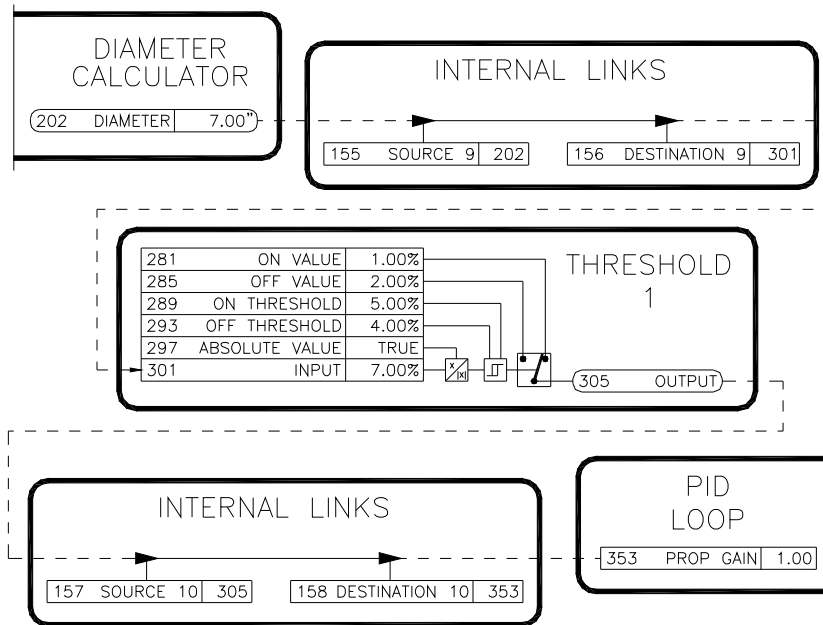 DIAMETER
CALCULATOR
202 DIAMETER 7.00"
INTERNAL LINKS
155 SOURCE 9 202
156 DESTINATION 9 301
THRESHOLD
1
281 ON VALUE 1.00%
285 OFF VALUE 2.00%
289 ON THRESHOLD 5.00%
293 OFF THRESHOLD 4.00%
297 ABSOLUTE VALUE TRUE
301 INPUT 7.00%
x
|x|
305 OUTPUT
INTERNAL LINKS
157 SOURCE 10 305
158 DESTINATION 10 353
PID
LOOP
353 PROP GAIN 1.00